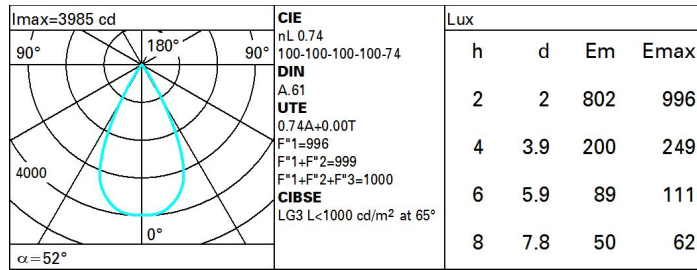 Imax=3985 cd
90°
180°
90°
4000
0°
α=52°
CIE
nL 0.74
100-100-100-100-74
DIN
A.61
UTE
0.74A+0.00T
F"1=996
F"1+F"2=999
F"1+F"2+F"3=1000
CIBSE
LG3 L<1000 cd/m² at 65°
Lux
h d Em Emax
2 2 802 996
4 3.9 200 249
6 5.9 89 111
8 7.8 50 62